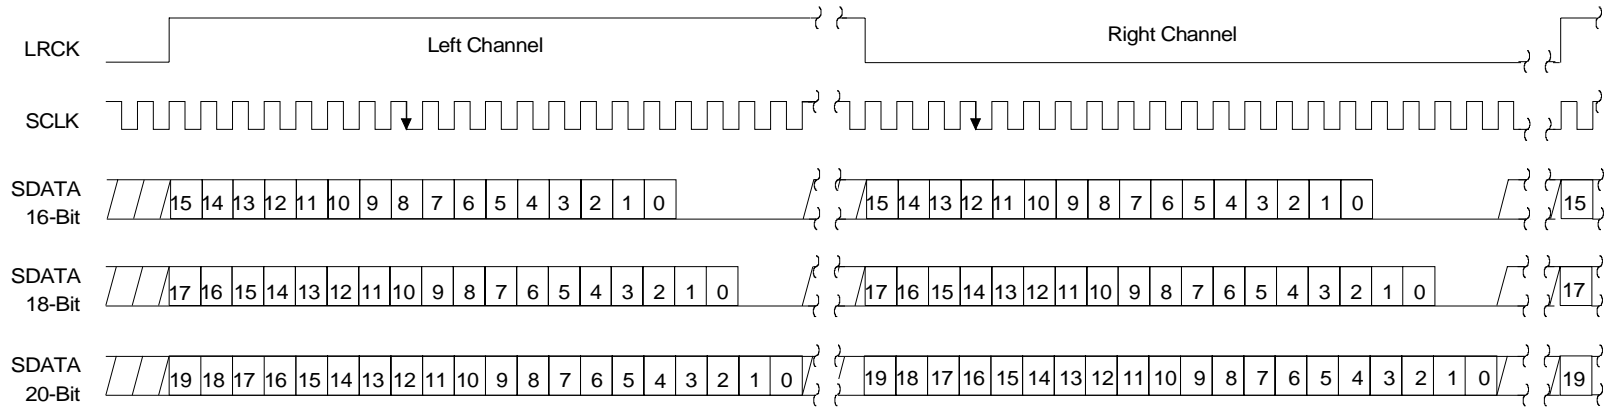 LRCK
Left Channel
Right Channel
SCLK
SDATA
16-Bit
15 14 13 12 11 10 9 8 7 6 5 4 3 2 1 0 15 14 13 12 11 10 9 8 7 6 5 4 3 2 1 0 15
SDATA
18-Bit
17 16 15 14 13 12 11 10 9 8 7 6 5 4 3 2 1 0 17 16 15 14 13 12 11 10 9 8 7 6 5 4 3 2 1 0 17
SDATA
20-Bit
19 18 17 16 15 14 13 12 11 10 9 8 7 6 5 4 3 2 1 0 19 18 17 16 15 14 13 12 11 10 9 8 7 6 5 4 3 2 1 0 19